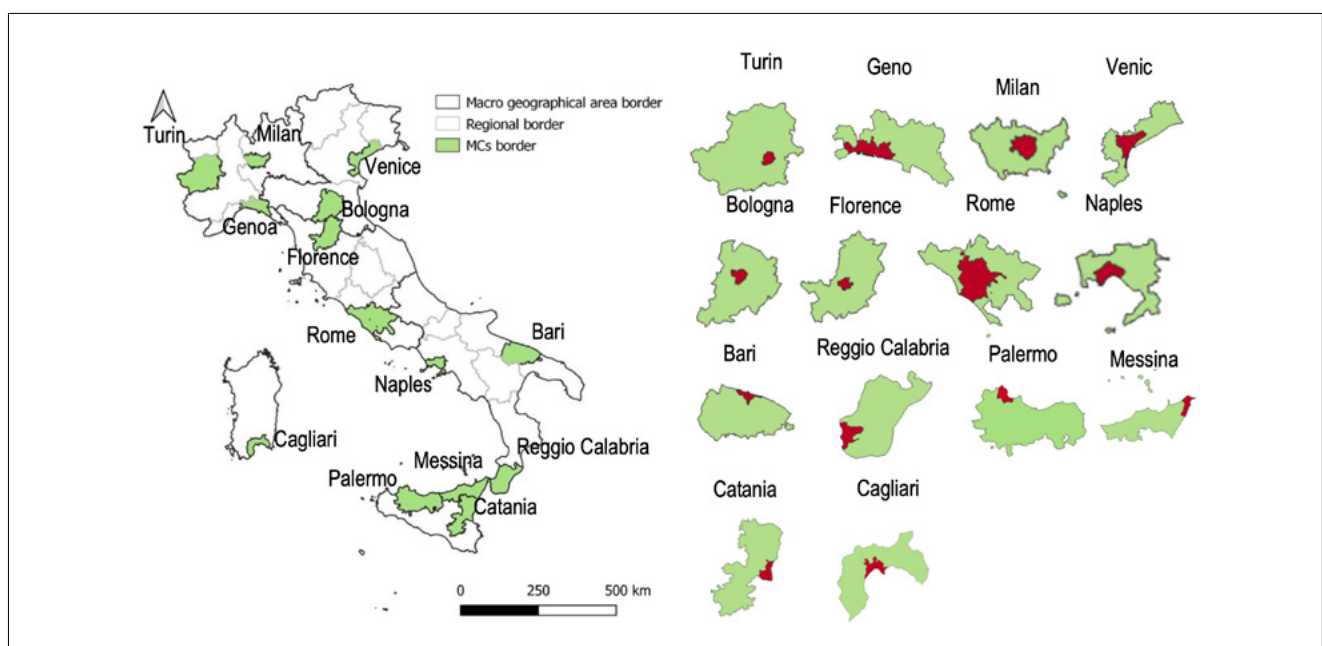 Macro geographical area border
Regional border
MCs border
Turin
Milan
Venice
Bologna
Genoa
Florence
Rome
Bari
Naples
Cagliari
Reggio Calabria
Messina
Palermo
Catania
0 250 500 km
Turin Geno Milan Venic
Bologna Florence Rome Naples
Bari Reggio Calabria Palermo Messina
Catania Cagliari